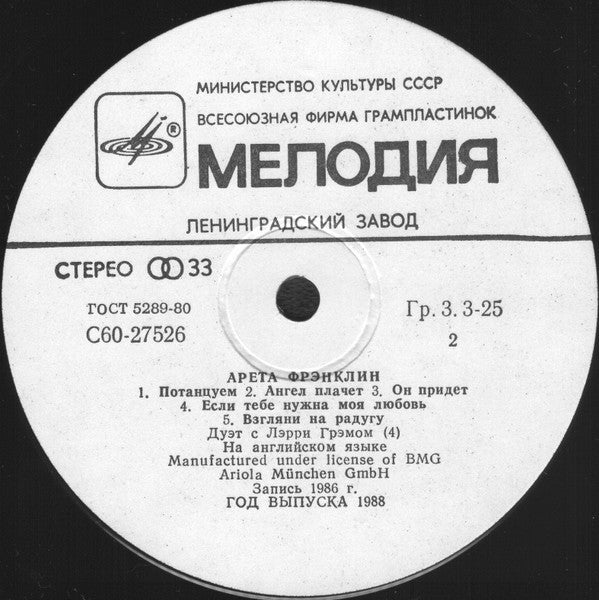 МИНИСТЕРСТВО КУЛЬТУРЫ СССР
ВСЕСОЮЗНАЯ ФИРМА ГРАМПЛАСТИНОК
®
МЕЛОДИЯ
ЛЕНИНГРАДСКИЙ ЗАВОД
СТЕРЕО 33
ГОСТ 5289-80
Гр. 3. 3-25
С60-27526
2
АРЕТА ФРЭНКЛИН
1. Потанцуем 2. Ангел плачет 3. Он придет
4. Если тебе нужна моя любовь
5. Взгляни на радугу
Дуэт с Лэрри Грэмом (4)
На английском языке
Manufactured under license of BMG
Ariola München GmbH
Запись 1986 г.
ГОД ВЫПУСКА 1988